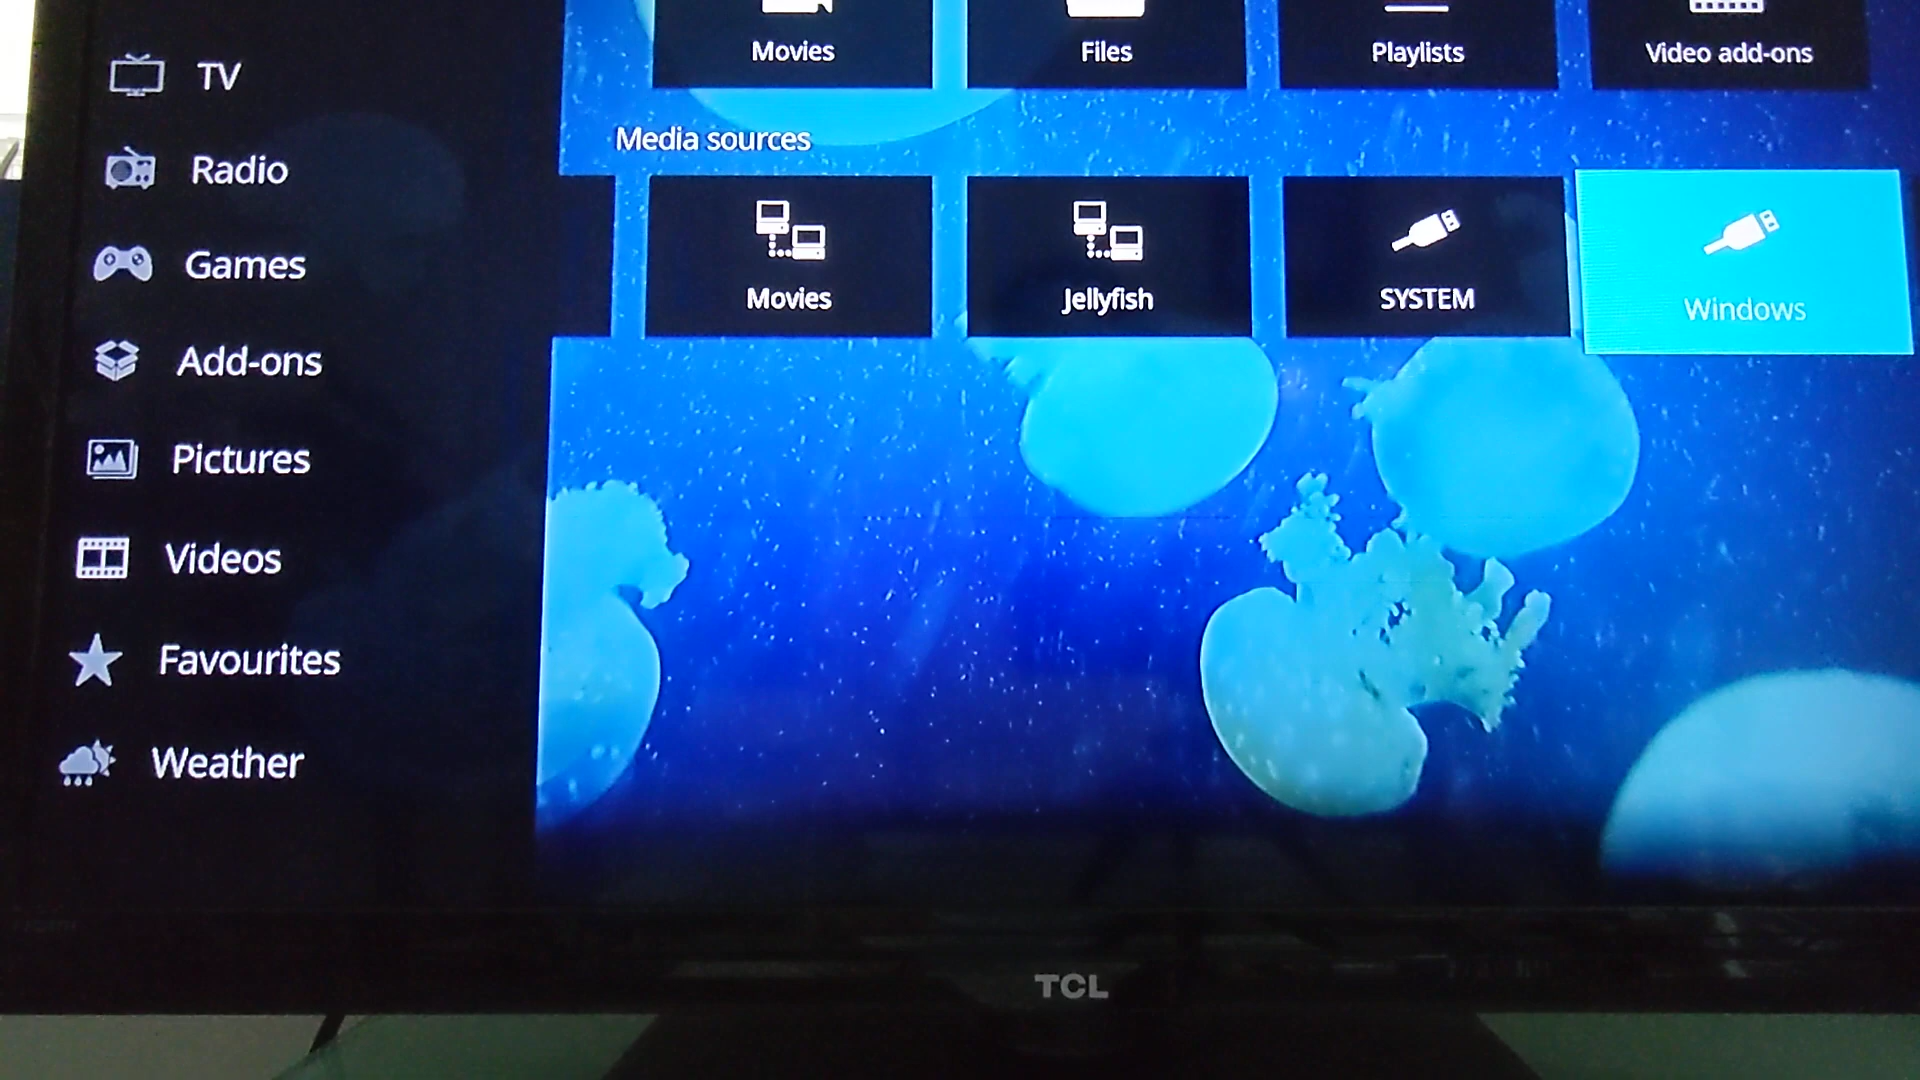 TV
Radio
Games
Add-ons
Pictures
Videos
Favourites
Weather
Movies
Files
Playlists
Video add-ons
Media sources
Movies
Jellyfish
SYSTEM
Windows
TCL